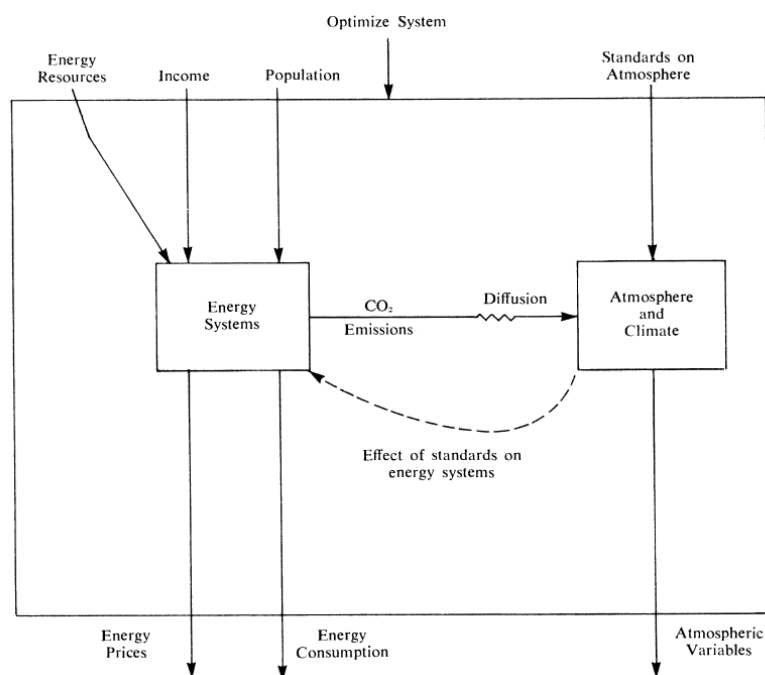 Optimize System
Energy
Resources
Income
Population
Standards on
Atmosphere
Energy
Systems
CO₂
Emissions
Diffusion
Atmosphere
and
Climate
Effect of standards on
energy systems
Energy
Prices
Energy
Consumption
Atmospheric
Variables